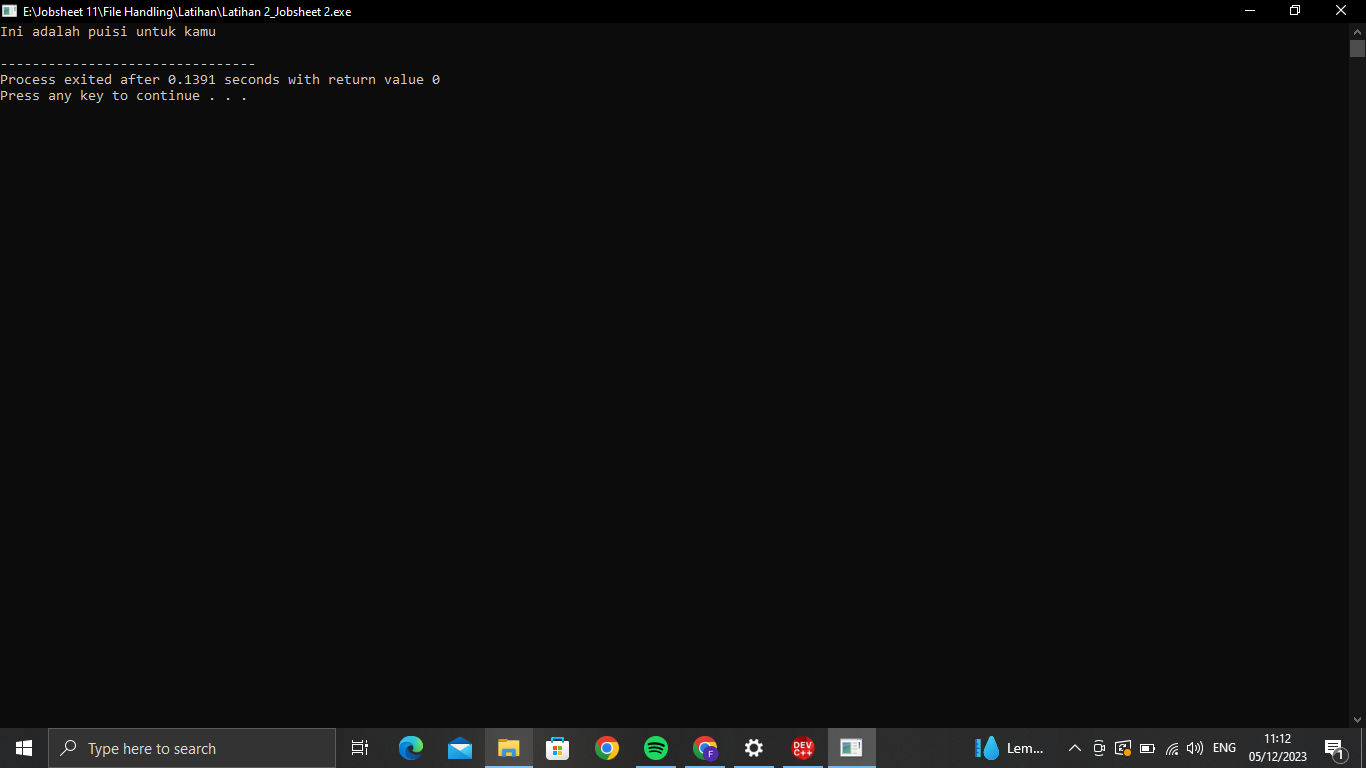 E:\Jobsheet 11\File Handling\Latihan\Latihan 2_Jobsheet 2.exe
Ini adalah puisi untuk kamu
--------------------------------
Process exited after 0.1391 seconds with return value 0
Press any key to continue . . .
Type here to search
F
DEV
C++
Lem...
ENG
11:12
05/12/2023
1